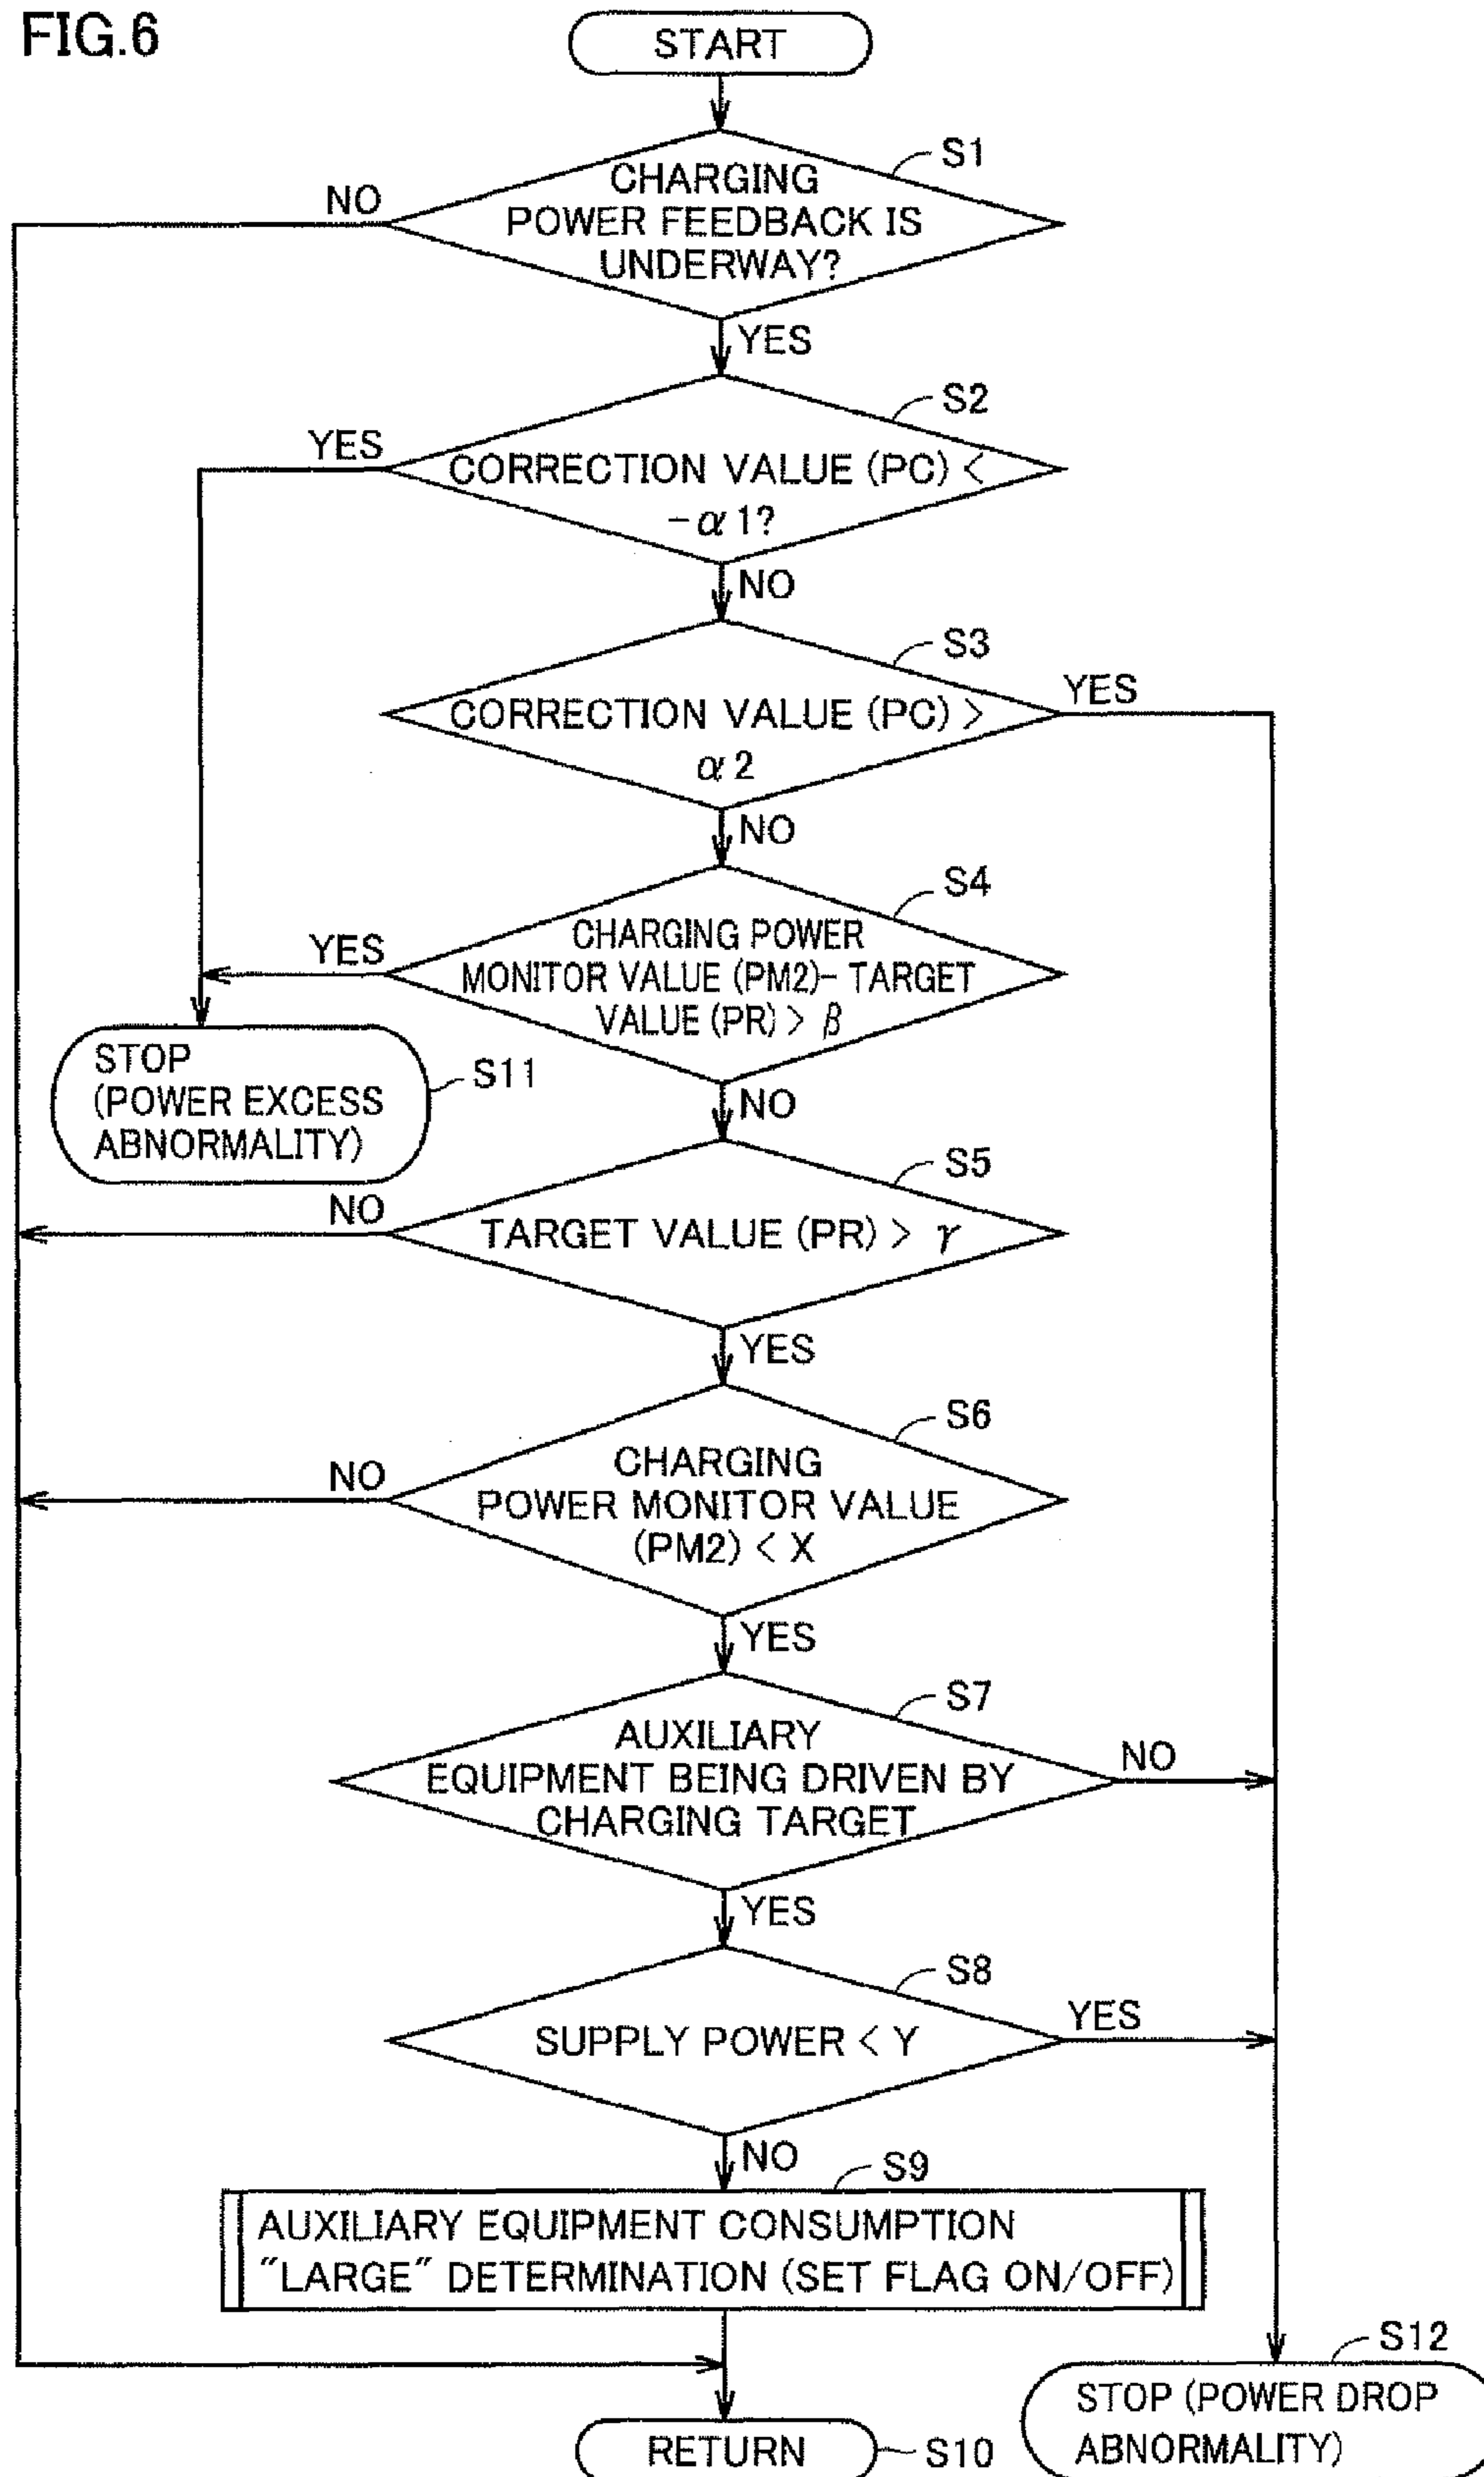 FIG.6
START
S1
CHARGING
POWER FEEDBACK IS
UNDERWAY?
NO
YES
S2
CORRECTION VALUE (PC) <
-α1?
YES
NO
S3
CORRECTION VALUE (PC) >
α2
YES
NO
S4
CHARGING POWER
MONITOR VALUE (PM2)- TARGET
VALUE (PR) > β
YES
NO
STOP
(POWER EXCESS
ABNORMALITY)
S11
S5
TARGET VALUE (PR) > γ
NO
YES
S6
CHARGING
POWER MONITOR VALUE
(PM2) < X
NO
YES
S7
AUXILIARY
EQUIPMENT BEING DRIVEN BY
CHARGING TARGET
NO
YES
S8
SUPPLY POWER < Y
YES
NO
S9
AUXILIARY EQUIPMENT CONSUMPTION
"LARGE" DETERMINATION (SET FLAG ON/OFF)
S12
STOP (POWER DROP
ABNORMALITY)
RETURN
S10